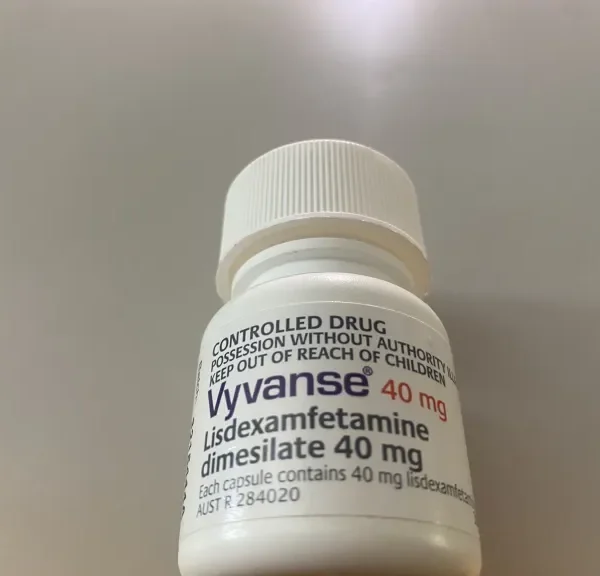 CONTROLLED DRUG
POSSESSION WITHOUT AUTHORITY
KEEP OUT OF REACH OF CHILDREN
Vyvanse® 40 mg
Lisdexamfetamine
dimesilate 40 mg
Each capsule contains 40 mg
AUST R 284020